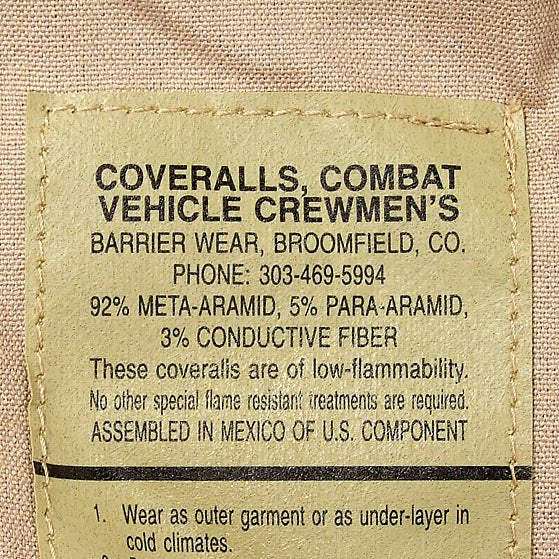 COVERALLS, COMBAT
VEHICLE CREWMEN'S
BARRIER WEAR, BROOMFIELD, CO.
PHONE: 303-469-5994
92% META-ARAMID, 5% PARA-ARAMID,
3% CONDUCTIVE FIBER
These coveralls are of low-flammability.
No other special flame resistant treatments are required.
ASSEMBLED IN MEXICO OF U.S. COMPONENT
1. Wear as outer garment or as under-layer in
cold climates.